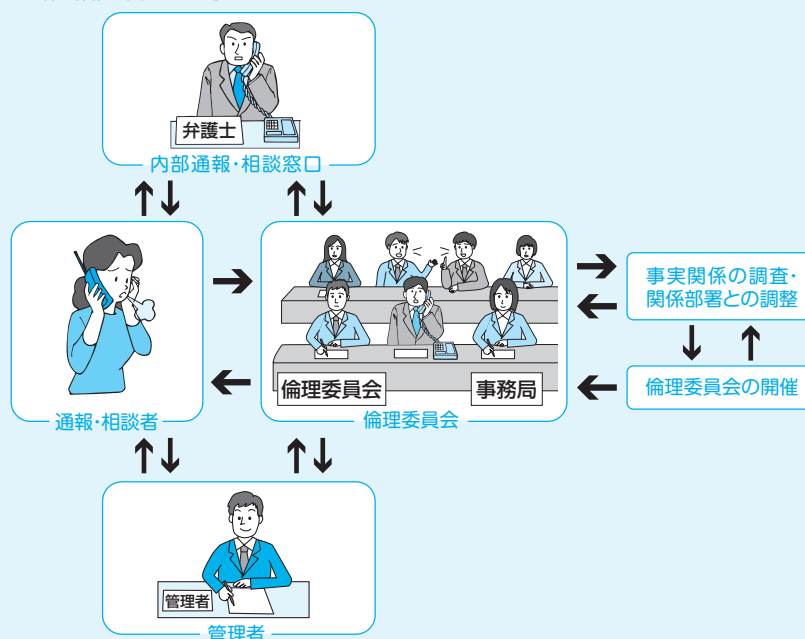 弁護士
内部通報・相談窓口
通報・相談者
倫理委員会
事務局
倫理委員会
事実関係の調査・
関係部署との調整
倫理委員会の開催
管理者
管理者